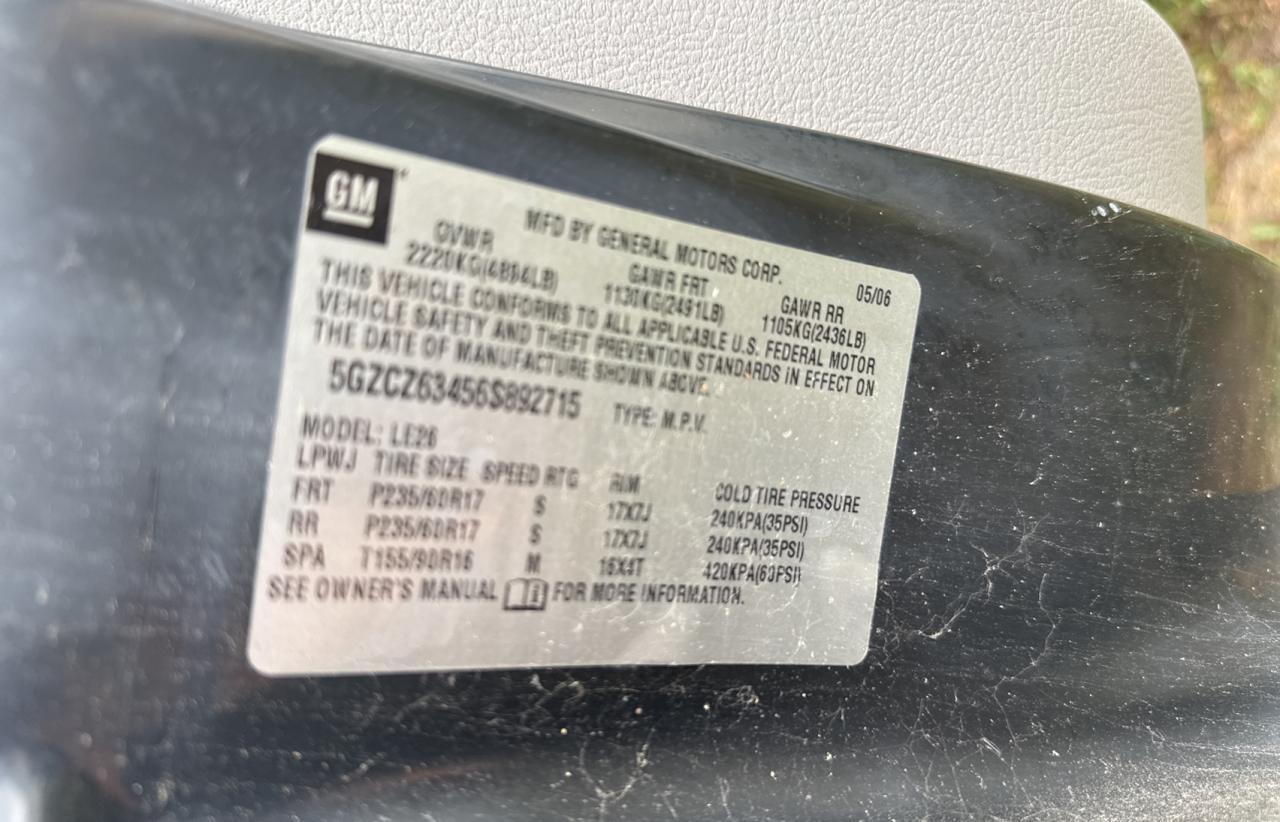 GM
MFD BY GENERAL MOTORS CORP. 05/06
GVWR GAWR FRT GAWR RR
2220KG(4894LB) 1130KG(2491LB) 1105KG(2436LB)
THIS VEHICLE CONFORMS TO ALL APPLICABLE U.S. FEDERAL MOTOR
VEHICLE SAFETY AND THEFT PREVENTION STANDARDS IN EFFECT ON
THE DATE OF MANUFACTURE SHOWN ABOVE.
5GZCZ63456S892715 TYPE: M.P.V.
MODEL: LE26
LPWJ TIRE SIZE SPEED RTG RIM COLD TIRE PRESSURE
FRT P235/60R17 S 17X7J 240KPA(35PSI)
RR P235/60R17 S 17X7J 240KPA(35PSI)
SPA T155/90R16 M 16X4T 420KPA(60PSI)
SEE OWNER'S MANUAL FOR MORE INFORMATION.